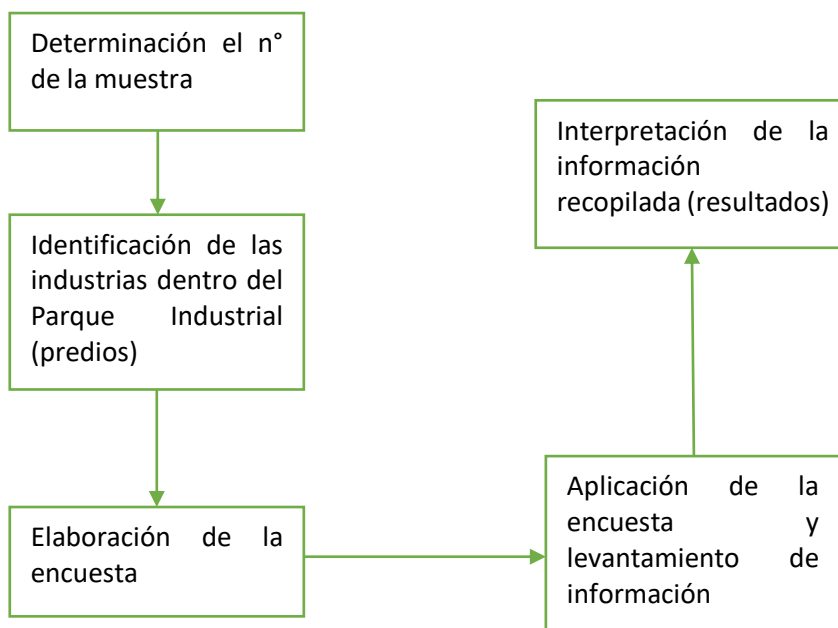 Determinación el n°
de la muestra
Identificación de las
industrias dentro del
Parque Industrial
(predios)
Elaboración de la
encuesta
Aplicación de la
encuesta y
levantamiento de
información
Interpretación de la
información
recopilada (resultados)